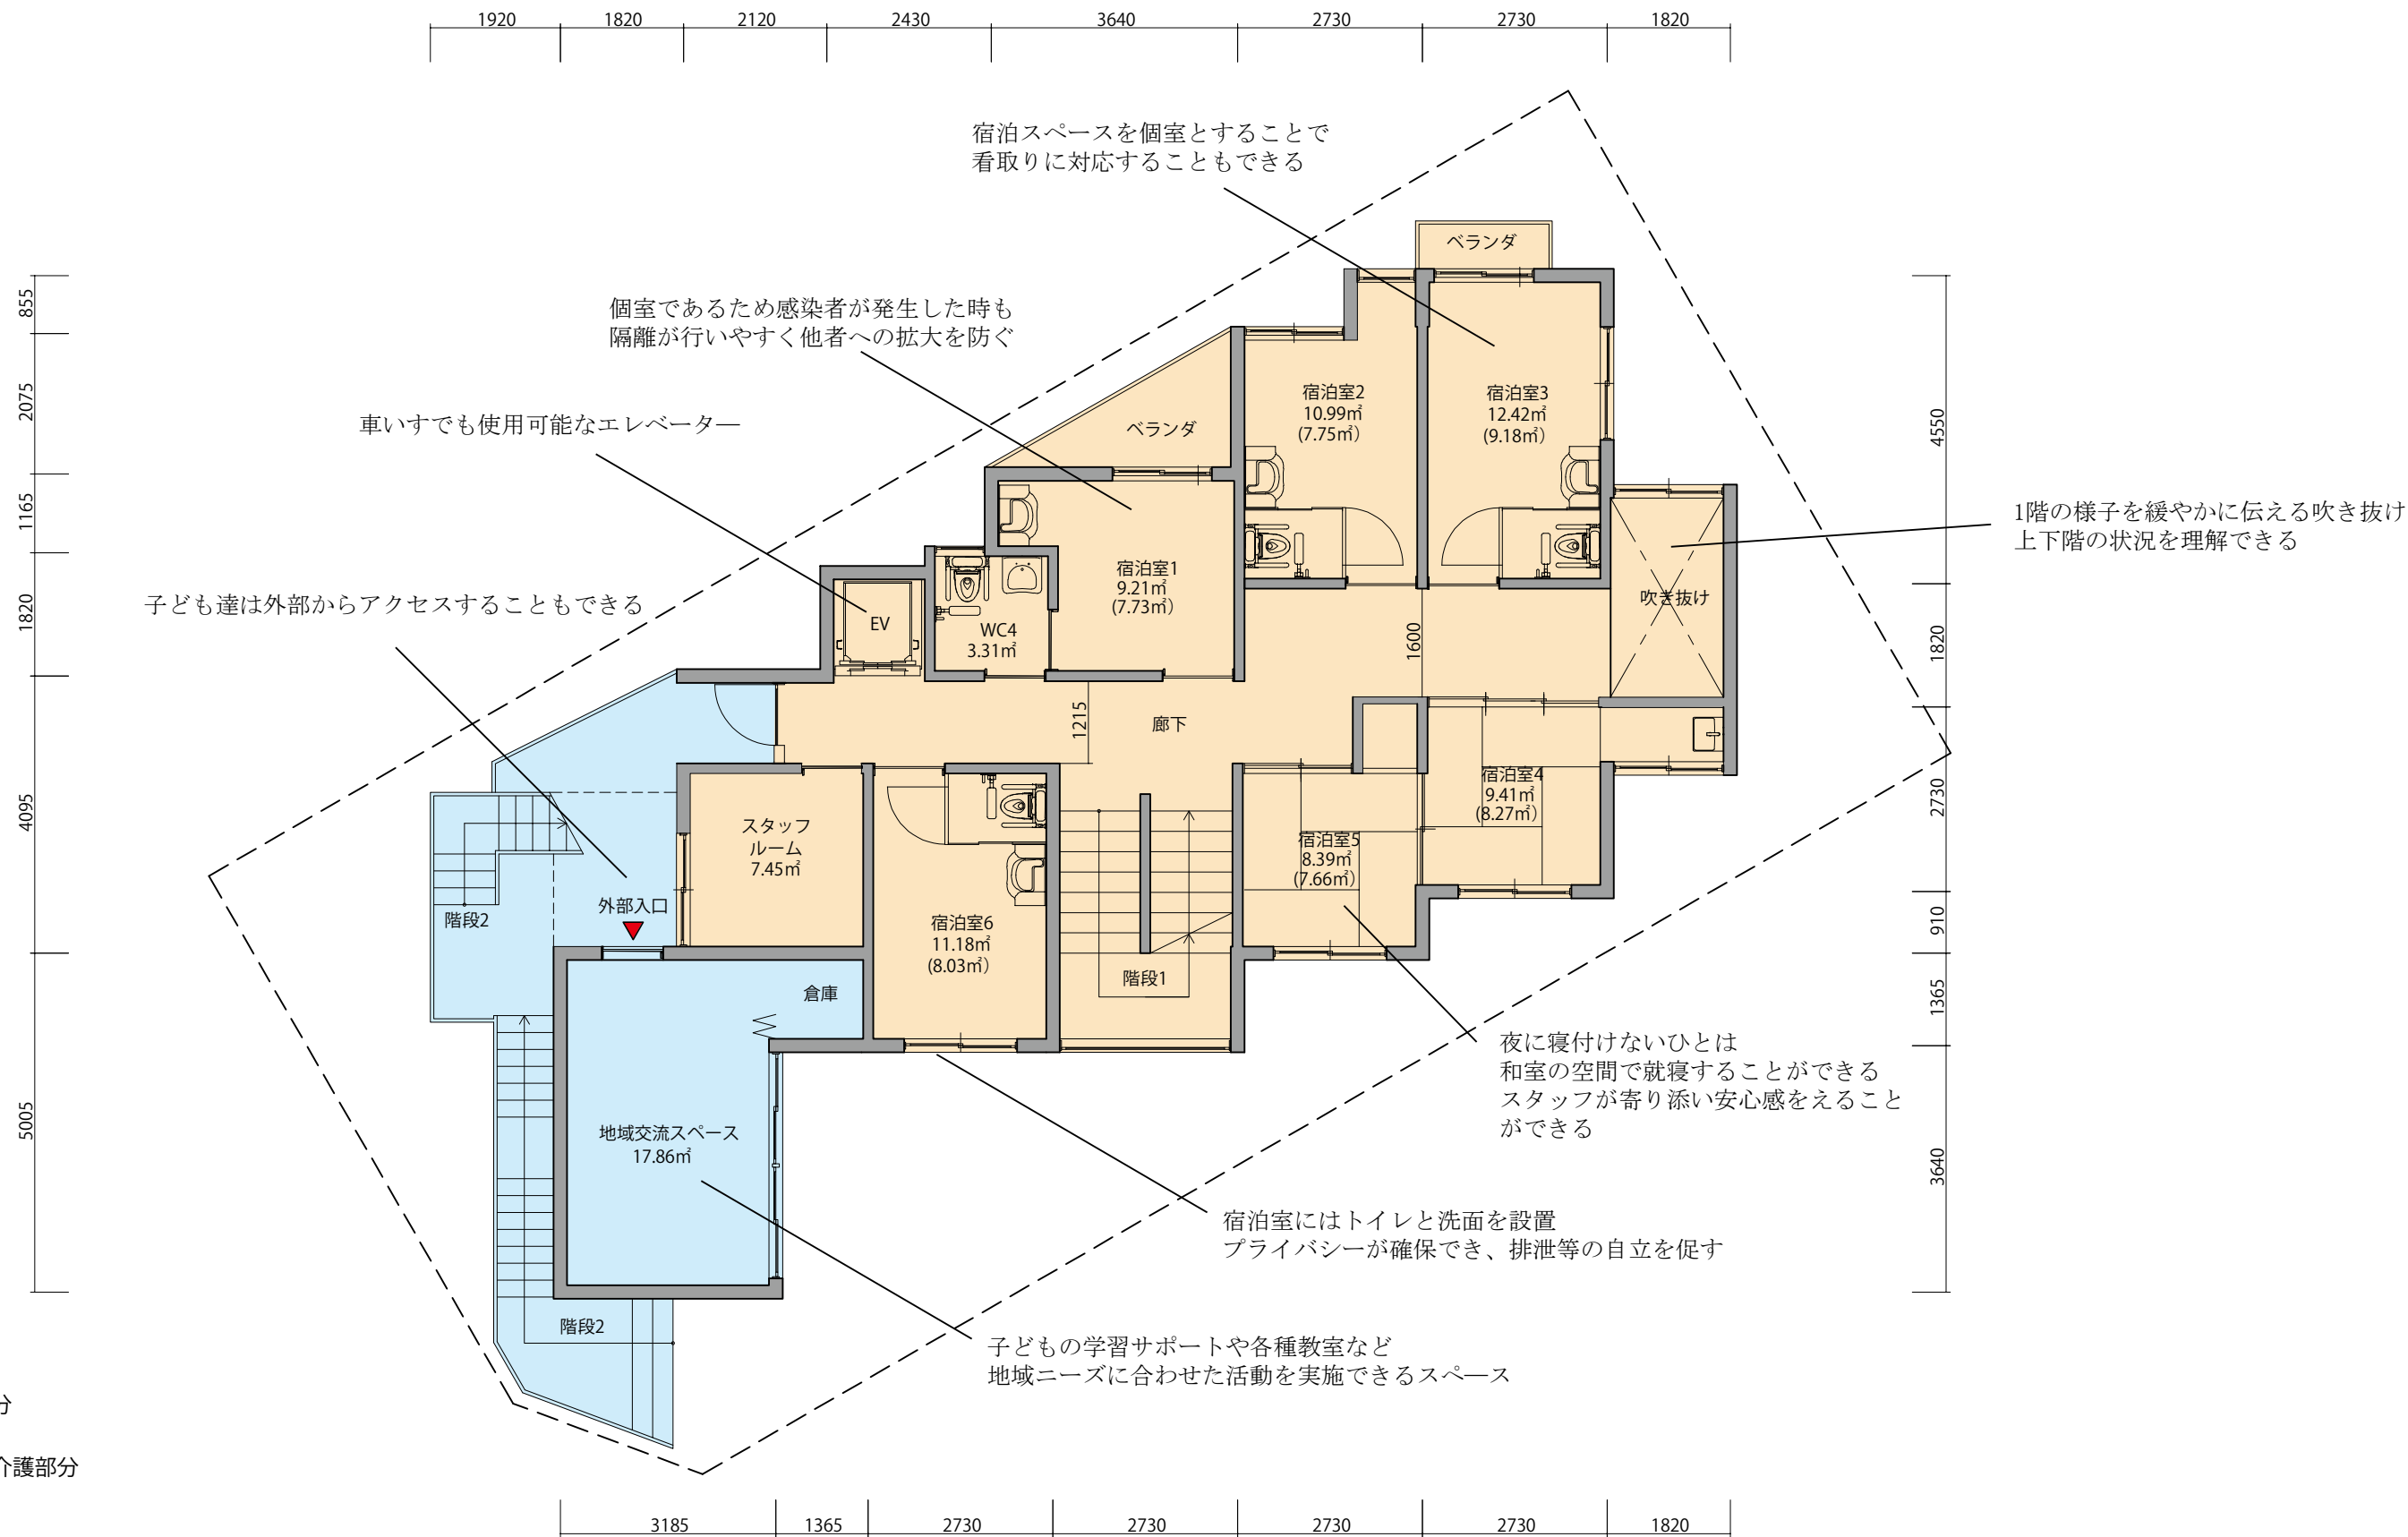 1920 1820 2120 2430 3640 2730 2730 1820
宿泊スペースを個室とすることで
看取りに対応することもできる
ベランダ
個室であるため感染者が発生した時も
隔離が行いやすく他者への拡大を防ぐ
車いすでも使用可能なエレベーター
子ども達は外部からアクセスすることもできる
1階の様子を緩やかに伝える吹き抜け
上下階の状況を理解できる
ベランダ
宿泊室2
10.99㎡
(7.75㎡)
宿泊室3
12.42㎡
(9.18㎡)
宿泊室1
9.21㎡
(7.73㎡)
EV
WC4
3.31㎡
吹き抜け
1600
1215
廊下
スタッフ
ルーム
7.45㎡
宿泊室4
9.41㎡
(8.27㎡)
宿泊室5
8.39㎡
(7.66㎡)
宿泊室6
11.18㎡
(8.03㎡)
階段1
階段2
外部入口
倉庫
地域交流スペース
17.86㎡
階段2
夜に寝付けないひとは
和室の空間で就寝することができる
スタッフが寄り添い安心感をえること
ができる
宿泊室にはトイレと洗面を設置
プライバシーが確保でき、排泄等の自立を促す
子どもの学習サポートや各種教室など
地域ニーズに合わせた活動を実施できるスペース
855
2075
1165
1820
4095
5005
4550
1820
2730
910
1365
3640
分
介護部分
3185 1365 2730 2730 2730 2730 1820